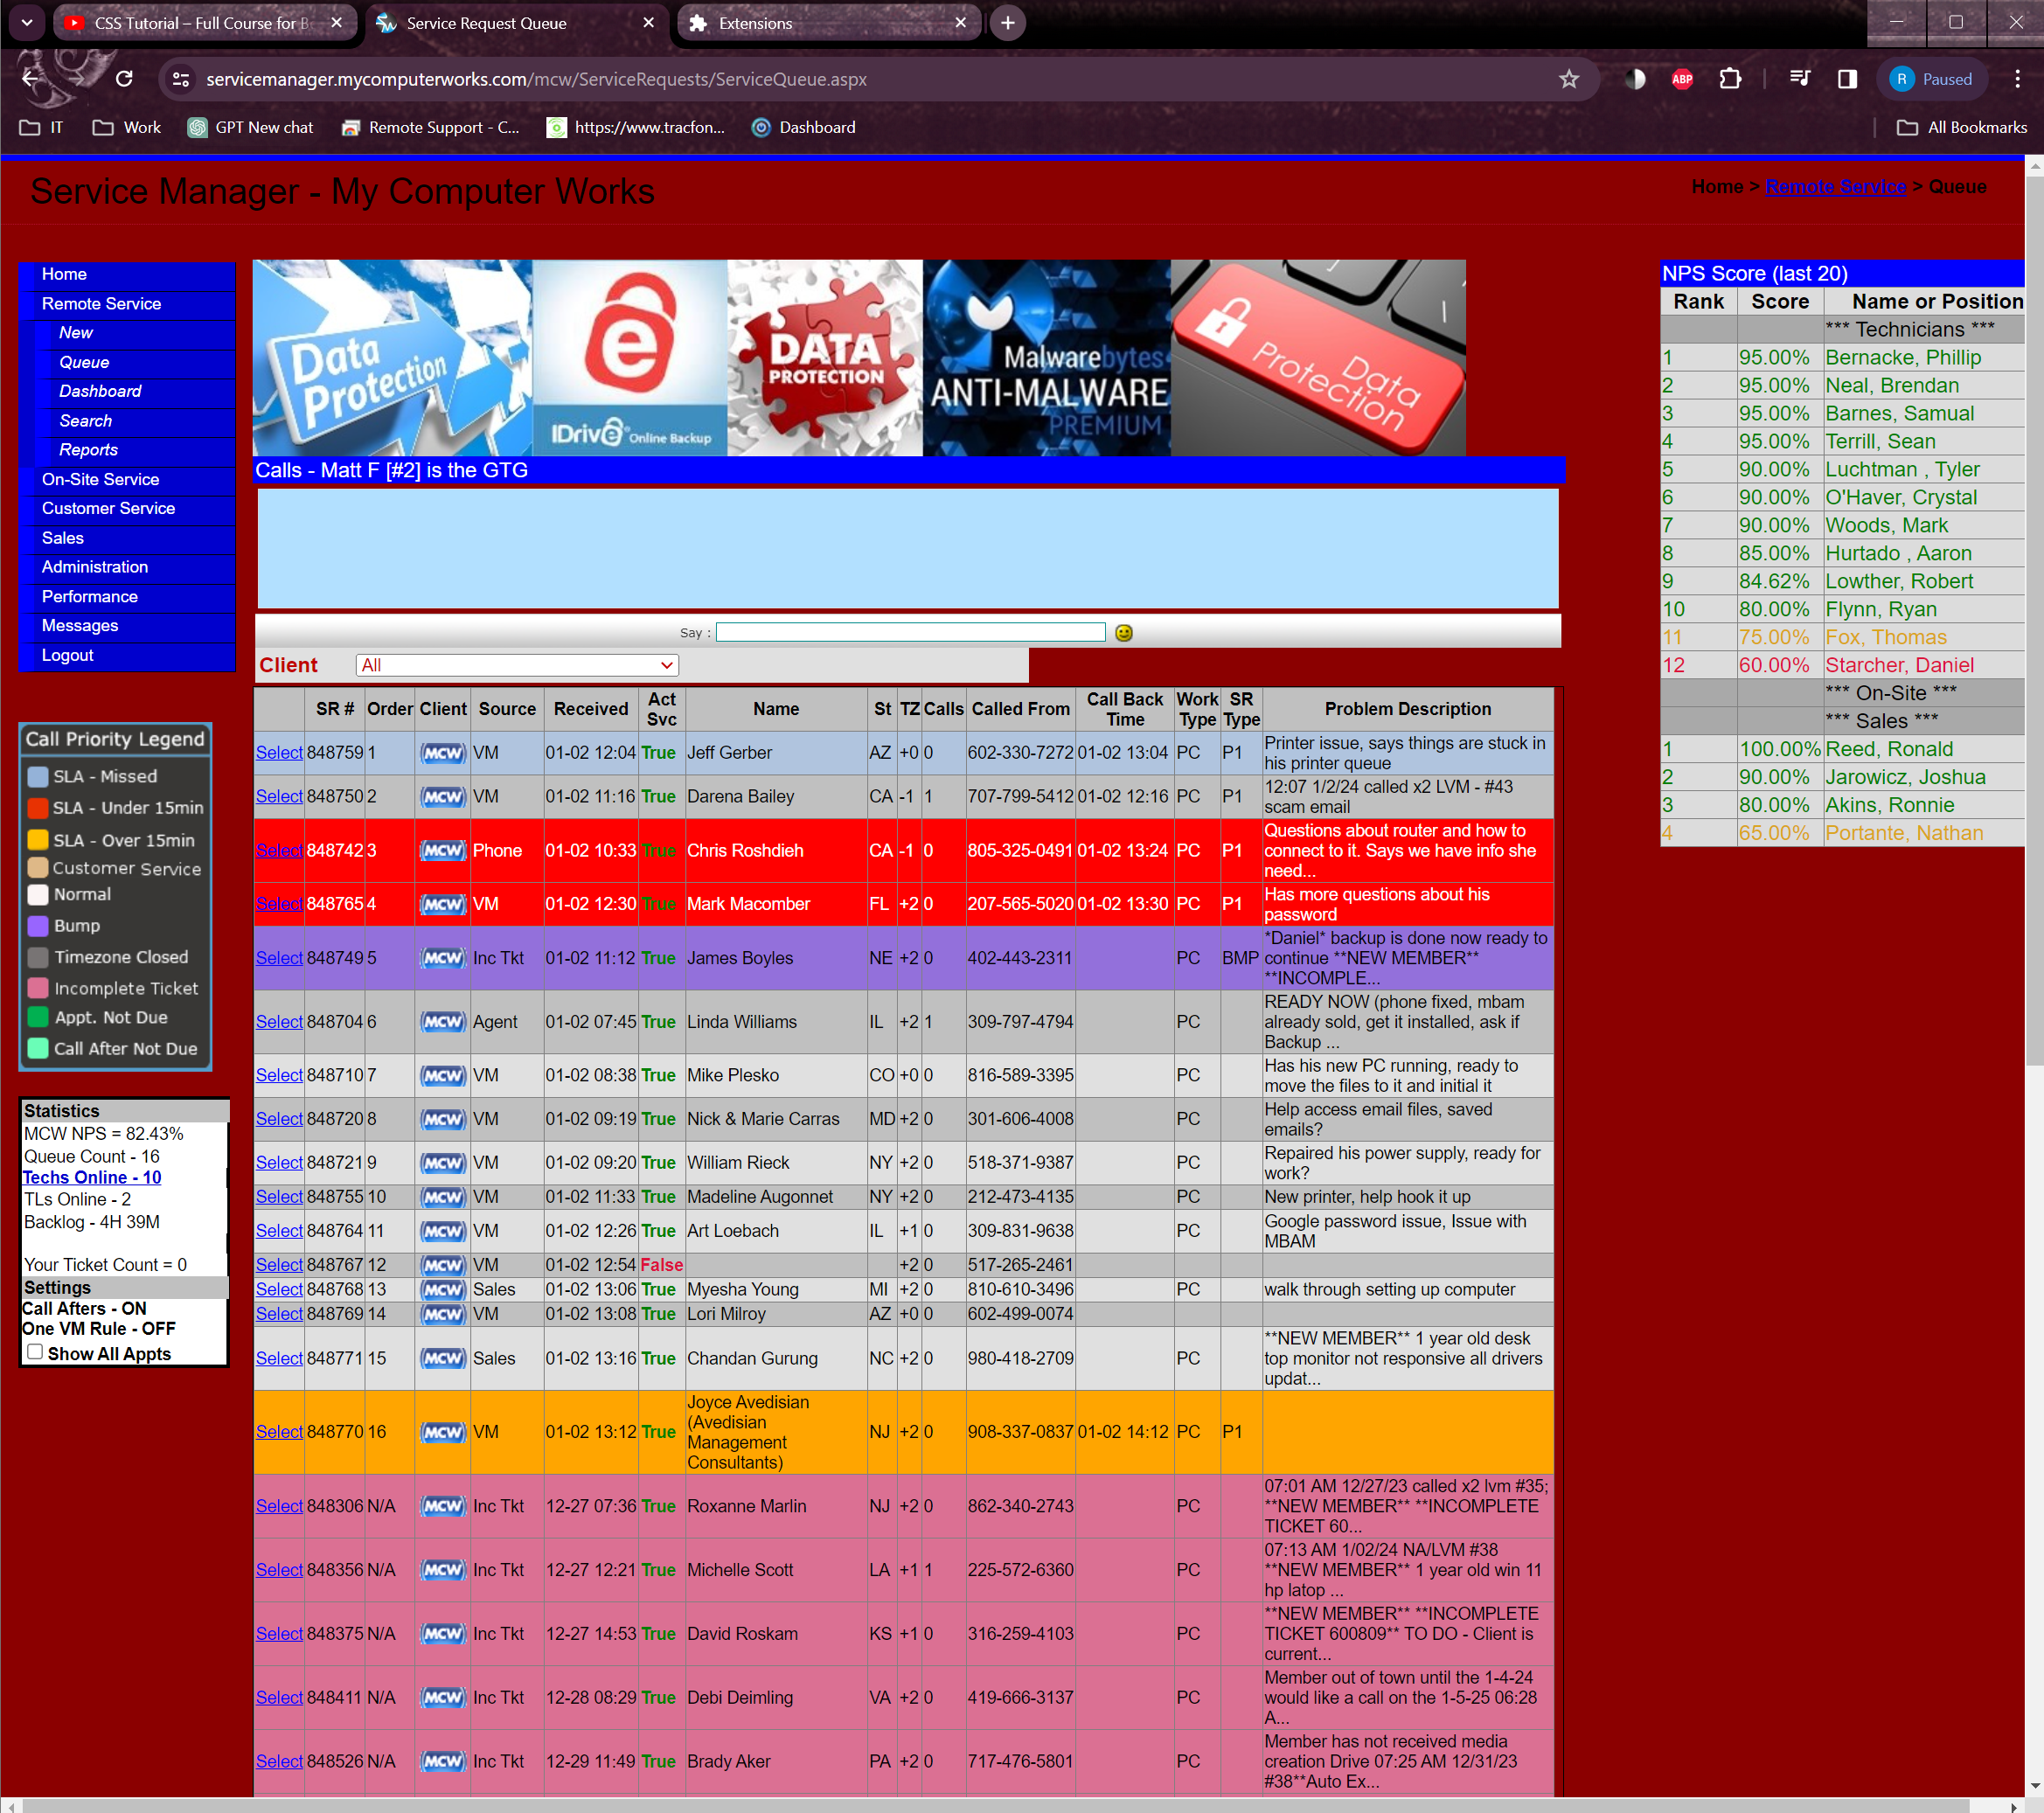 CSS Tutorial – Full Course for B
Service Request Queue
Extensions
servicemanager.mycomputerworks.com/mcw/ServiceRequests/ServiceQueue.aspx
ABP
R Paused
IT
Work
GPT New chat
Remote Support - C...
https://www.tracfon...
Dashboard
All Bookmarks
Service Manager - My Computer Works
Home > Remote Service > Queue
Home
Remote Service
New
Queue
Dashboard
Search
Reports
On-Site Service
Customer Service
Sales
Administration
Performance
Messages
Logout
Data Protection
e
IDrive Online Backup
DATA PROTECTION
Malwarebytes
ANTI-MALWARE
PREMIUM
Data Protection
Calls - Matt F [#2] is the GTG
Say :
Client All
NPS Score (last 20)
Rank Score Name or Position
*** Technicians ***
1 95.00% Bernacke, Phillip
2 95.00% Neal, Brendan
3 95.00% Barnes, Samual
4 95.00% Terrill, Sean
5 90.00% Luchtman , Tyler
6 90.00% O'Haver, Crystal
7 90.00% Woods, Mark
8 85.00% Hurtado , Aaron
9 84.62% Lowther, Robert
10 80.00% Flynn, Ryan
11 75.00% Fox, Thomas
12 60.00% Starcher, Daniel
*** On-Site ***
*** Sales ***
1 100.00% Reed, Ronald
2 90.00% Jarowicz, Joshua
3 80.00% Akins, Ronnie
4 65.00% Portante, Nathan
Call Priority Legend
SLA - Missed
SLA - Under 15min
SLA - Over 15min
Customer Service
Normal
Bump
Timezone Closed
Incomplete Ticket
Appt. Not Due
Call After Not Due
Statistics
MCW NPS = 82.43%
Queue Count - 16
Techs Online - 10
TLs Online - 2
Backlog - 4H 39M
Your Ticket Count = 0
Settings
Call Afters - ON
One VM Rule - OFF
Show All Appts
SR # Order Client Source Received Act Svc Name St TZ Calls Called From Call Back Time Work Type SR Type Problem Description
Select 848759 1 MCW VM 01-02 12:04 True Jeff Gerber AZ +0 0 602-330-7272 01-02 13:04 PC P1 Printer issue, says things are stuck in his printer queue
Select 848750 2 MCW VM 01-02 11:16 True Darena Bailey CA -1 1 707-799-5412 01-02 12:16 PC P1 12:07 1/2/24 called x2 LVM - #43 scam email
Select 848742 3 MCW Phone 01-02 10:33 True Chris Roshdieh CA -1 0 805-325-0491 01-02 13:24 PC P1 Questions about router and how to connect to it. Says we have info she need...
Select 848765 4 MCW VM 01-02 12:30 True Mark Macomber FL +2 0 207-565-5020 01-02 13:30 PC P1 Has more questions about his password
Select 848749 5 MCW Inc Tkt 01-02 11:12 True James Boyles NE +2 0 402-443-2311 PC BMP *Daniel* backup is done now ready to continue **NEW MEMBER** **INCOMPLE...
Select 848704 6 MCW Agent 01-02 07:45 True Linda Williams IL +2 1 309-797-4794 PC READY NOW (phone fixed, mbam already sold, get it installed, ask if Backup ...
Select 848710 7 MCW VM 01-02 08:38 True Mike Plesko CO +0 0 816-589-3395 PC Has his new PC running, ready to move the files to it and initial it
Select 848720 8 MCW VM 01-02 09:19 True Nick & Marie Carras MD +2 0 301-606-4008 PC Help access email files, saved emails?
Select 848721 9 MCW VM 01-02 09:20 True William Rieck NY +2 0 518-371-9387 PC Repaired his power supply, ready for work?
Select 848755 10 MCW VM 01-02 11:33 True Madeline Augonnet NY +2 0 212-473-4135 PC New printer, help hook it up
Select 848764 11 MCW VM 01-02 12:26 True Art Loebach IL +1 0 309-831-9638 PC Google password issue, Issue with MBAM
Select 848767 12 MCW VM 01-02 12:54 False +2 0 517-265-2461
Select 848768 13 MCW Sales 01-02 13:06 True Myesha Young MI +2 0 810-610-3496 PC walk through setting up computer
Select 848769 14 MCW VM 01-02 13:08 True Lori Milroy AZ +0 0 602-499-0074
Select 848771 15 MCW Sales 01-02 13:16 True Chandan Gurung NC +2 0 980-418-2709 PC **NEW MEMBER** 1 year old desk top monitor not responsive all drivers updat...
Select 848770 16 MCW VM 01-02 13:12 True Joyce Avedisian (Avedisian Management Consultants) NJ +2 0 908-337-0837 01-02 14:12 PC P1
Select 848306 N/A MCW Inc Tkt 12-27 07:36 True Roxanne Marlin NJ +2 0 862-340-2743 PC 07:01 AM 12/27/23 called x2 lvm #35; **NEW MEMBER** **INCOMPLETE TICKET 60...
Select 848356 N/A MCW Inc Tkt 12-27 12:21 True Michelle Scott LA +1 1 225-572-6360 PC 07:13 AM 1/02/24 NA/LVM #38 **NEW MEMBER** 1 year old win 11 hp latop ...
Select 848375 N/A MCW Inc Tkt 12-27 14:53 True David Roskam KS +1 0 316-259-4103 PC **NEW MEMBER** **INCOMPLETE TICKET 600809** TO DO - Client is current...
Select 848411 N/A MCW Inc Tkt 12-28 08:29 True Debi Deimling VA +2 0 419-666-3137 PC Member out of town until the 1-4-24 would like a call on the 1-5-25 06:28 A...
Select 848526 N/A MCW Inc Tkt 12-29 11:49 True Brady Aker PA +2 0 717-476-5801 PC Member has not received media creation Drive 07:25 AM 12/31/23 #38**Auto Ex...